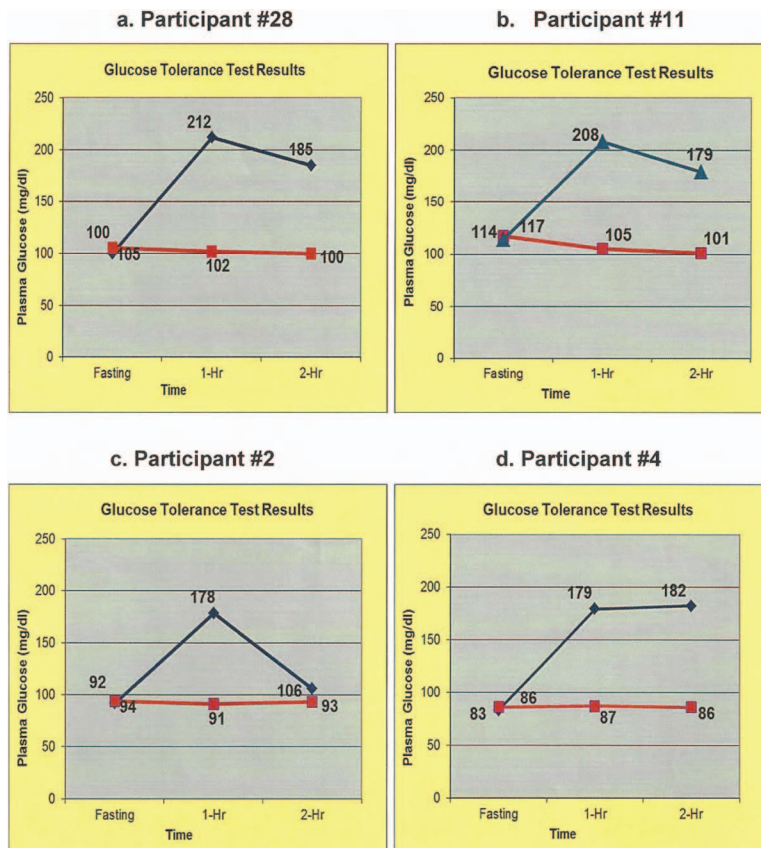 a. Participant #28
Glucose Tolerance Test Results
Plasma Glucose (mg/dl)
250
200
150
100
50
0
212
185
100
105
102
100
Fasting
1-Hr
2-Hr
Time
b. Participant #11
Glucose Tolerance Test Results
Plasma Glucose (mg/dl)
250
200
150
100
50
0
208
179
114
117
105
101
Fasting
1-Hr
2-Hr
Time
c. Participant #2
Glucose Tolerance Test Results
Plasma Glucose (mg/dl)
250
200
150
100
50
0
178
92
94
91
106
93
Fasting
1-Hr
2-Hr
Time
d. Participant #4
Glucose Tolerance Test Results
Plasma Glucose (mg/dl)
250
200
150
100
50
0
179
182
83
86
87
86
Fasting
1-Hr
2-Hr
Time